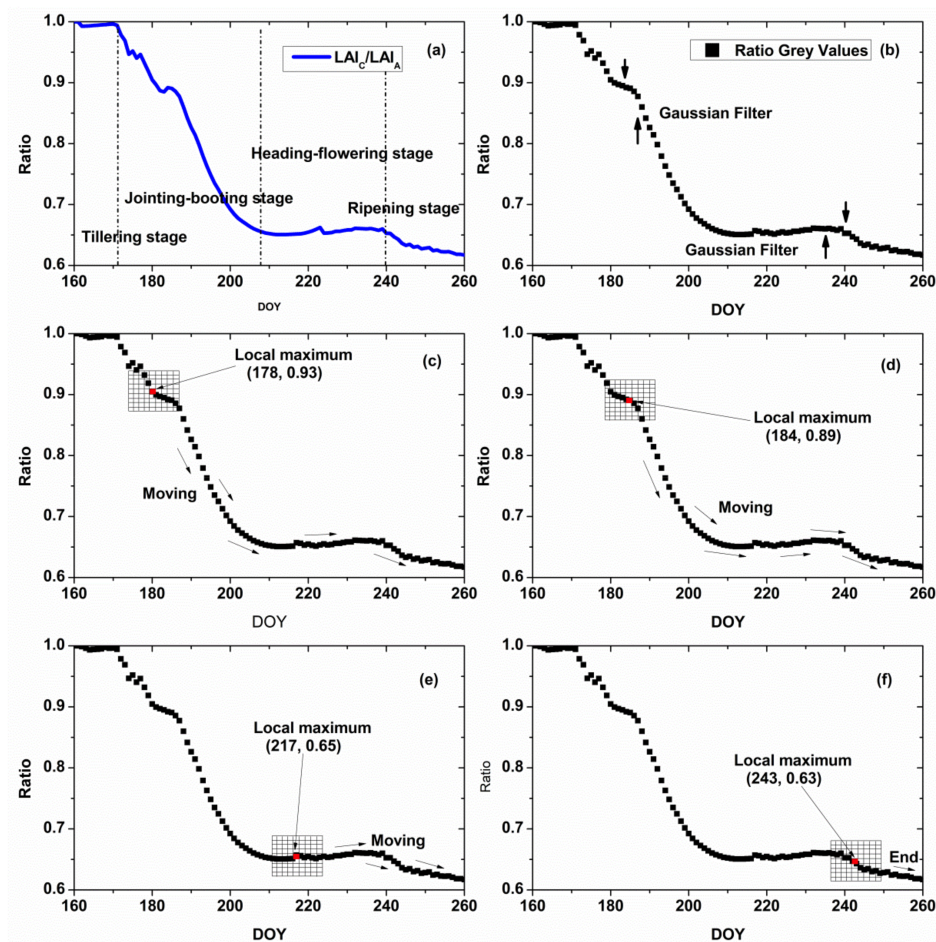 1.0
0.9
0.8
0.7
0.6
Ratio
(a)
LAI_C/LAI_A
Heading-flowering stage
Jointing-booting stage
Ripening stage
Tillering stage
160 180 200 220 240 260
DOY
1.0
0.9
0.8
0.7
0.6
Ratio
Ratio Grey Values
(b)
Gaussian Filter
Gaussian Filter
160 180 200 220 240 260
DOY
1.0
0.9
0.8
0.7
0.6
Ratio
(c)
Local maximum
(178, 0.93)
Moving
160 180 200 220 240 260
DOY
1.0
0.9
0.8
0.7
0.6
Ratio
(d)
Local maximum
(184, 0.89)
Moving
160 180 200 220 240 260
DOY
1.0
0.9
0.8
0.7
0.6
Ratio
(e)
Local maximum
(217, 0.65)
Moving
160 180 200 220 240 260
DOY
1.0
0.9
0.8
0.7
0.6
Ratio
(f)
Local maximum
(243, 0.63)
End
160 180 200 220 240 260
DOY